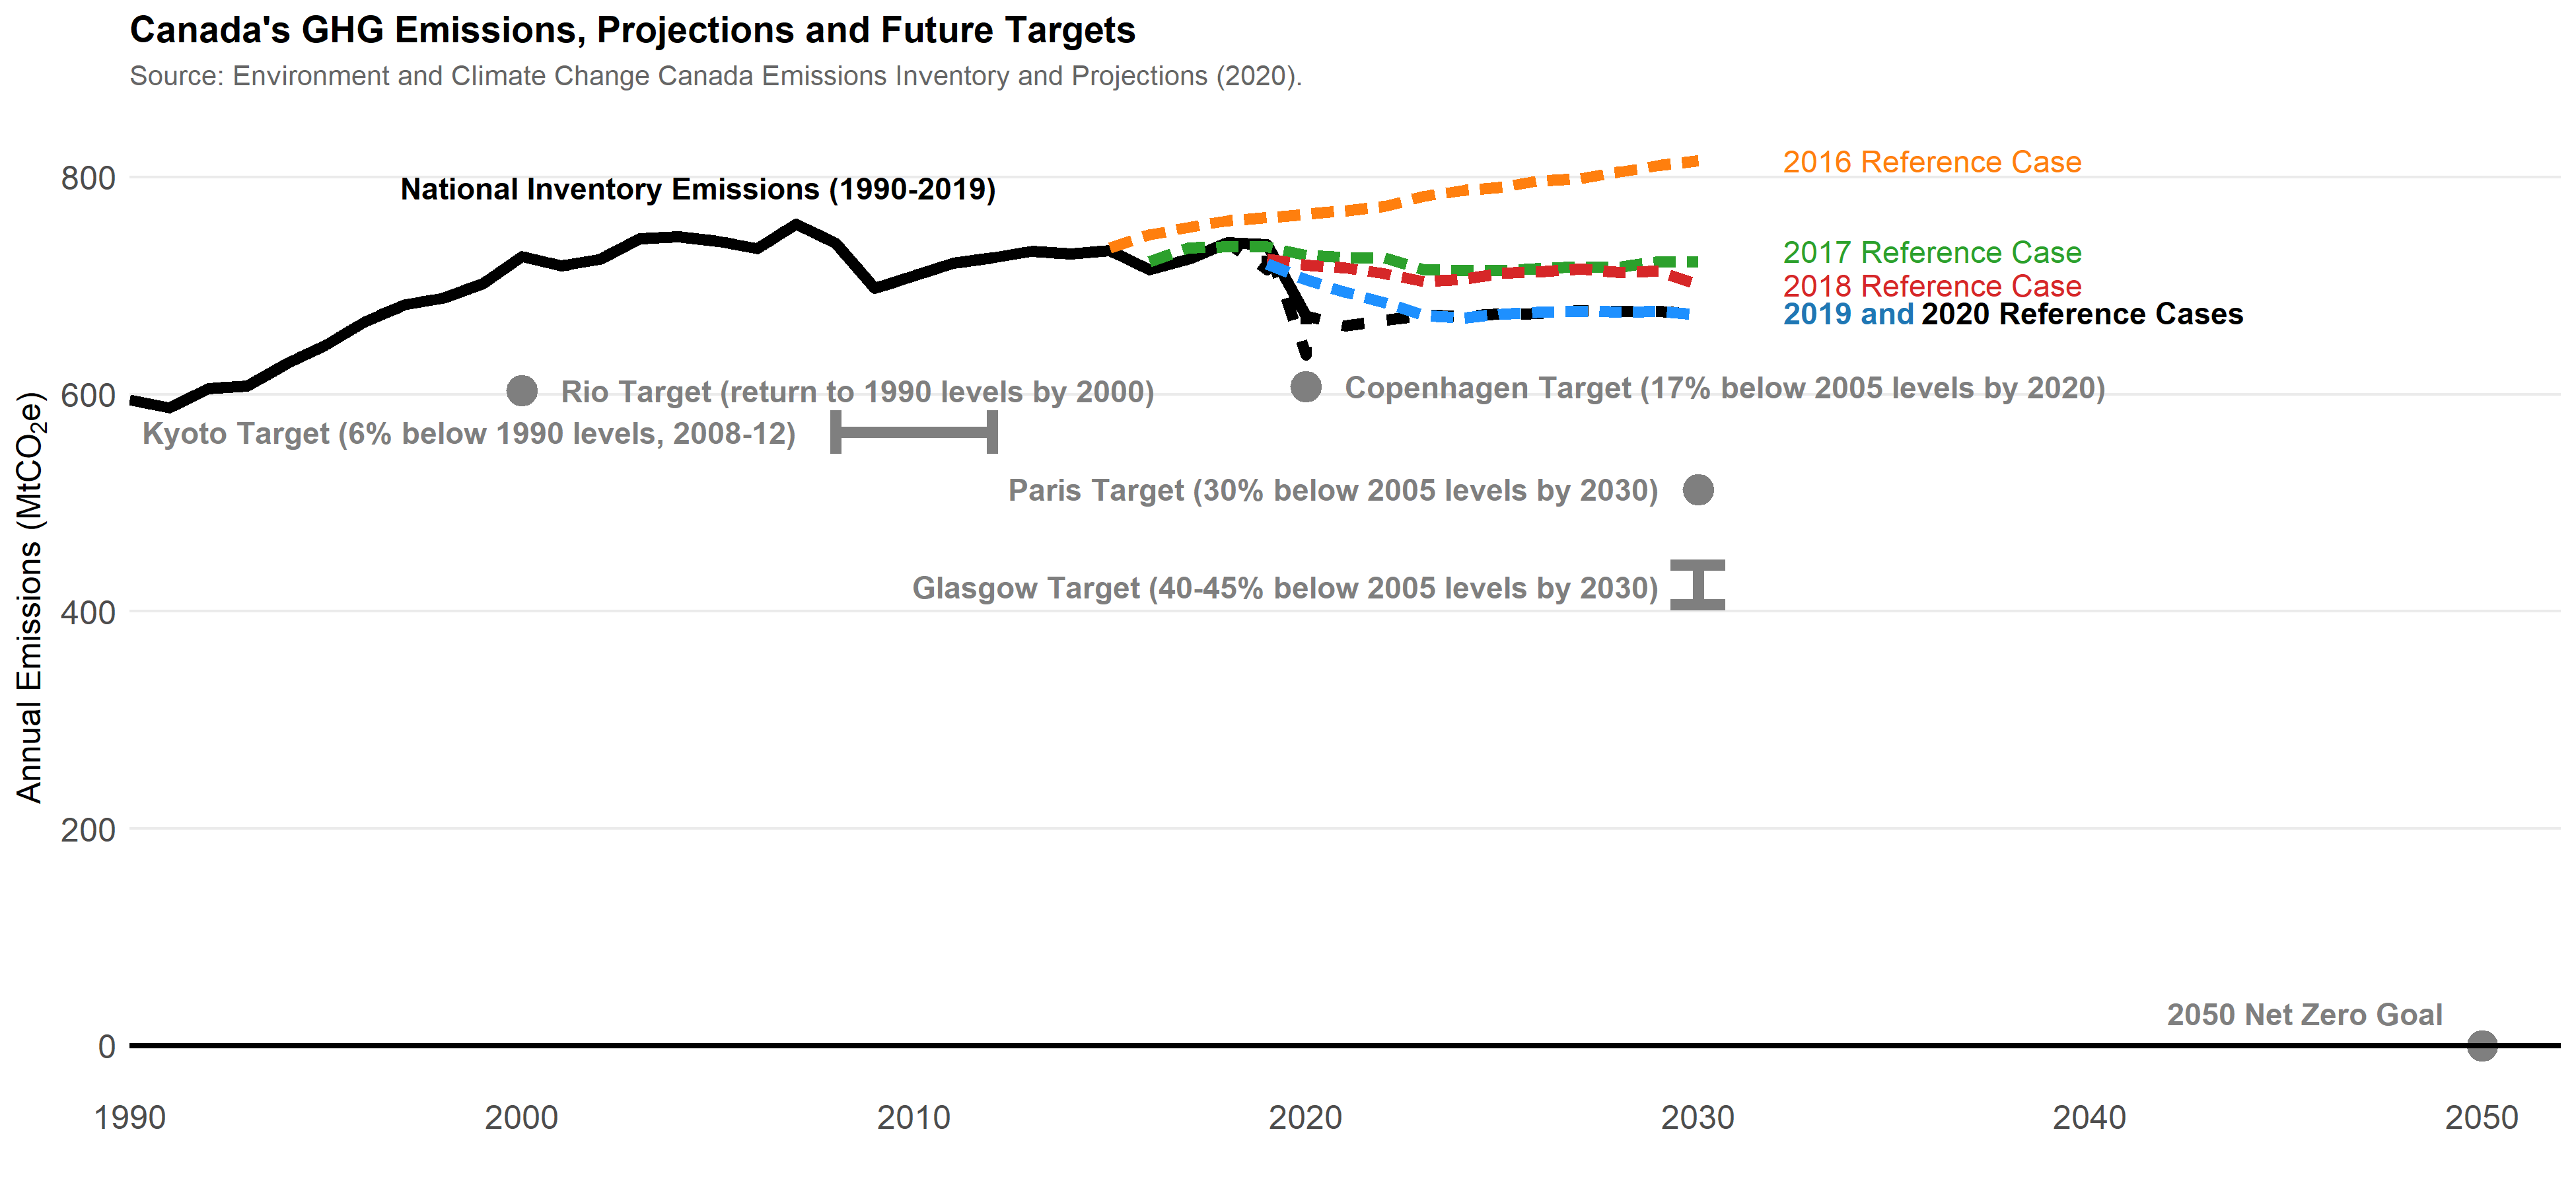 Canada's GHG Emissions, Projections and Future Targets
Source: Environment and Climate Change Canada Emissions Inventory and Projections (2020).
Annual Emissions (MtCO₂e)
800
600
400
200
0
National Inventory Emissions (1990-2019)
2016 Reference Case
2017 Reference Case
2018 Reference Case
2019 and 2020 Reference Cases
Rio Target (return to 1990 levels by 2000)
Copenhagen Target (17% below 2005 levels by 2020)
Kyoto Target (6% below 1990 levels, 2008-12)
Paris Target (30% below 2005 levels by 2030)
Glasgow Target (40-45% below 2005 levels by 2030)
2050 Net Zero Goal
1990 2000 2010 2020 2030 2040 2050